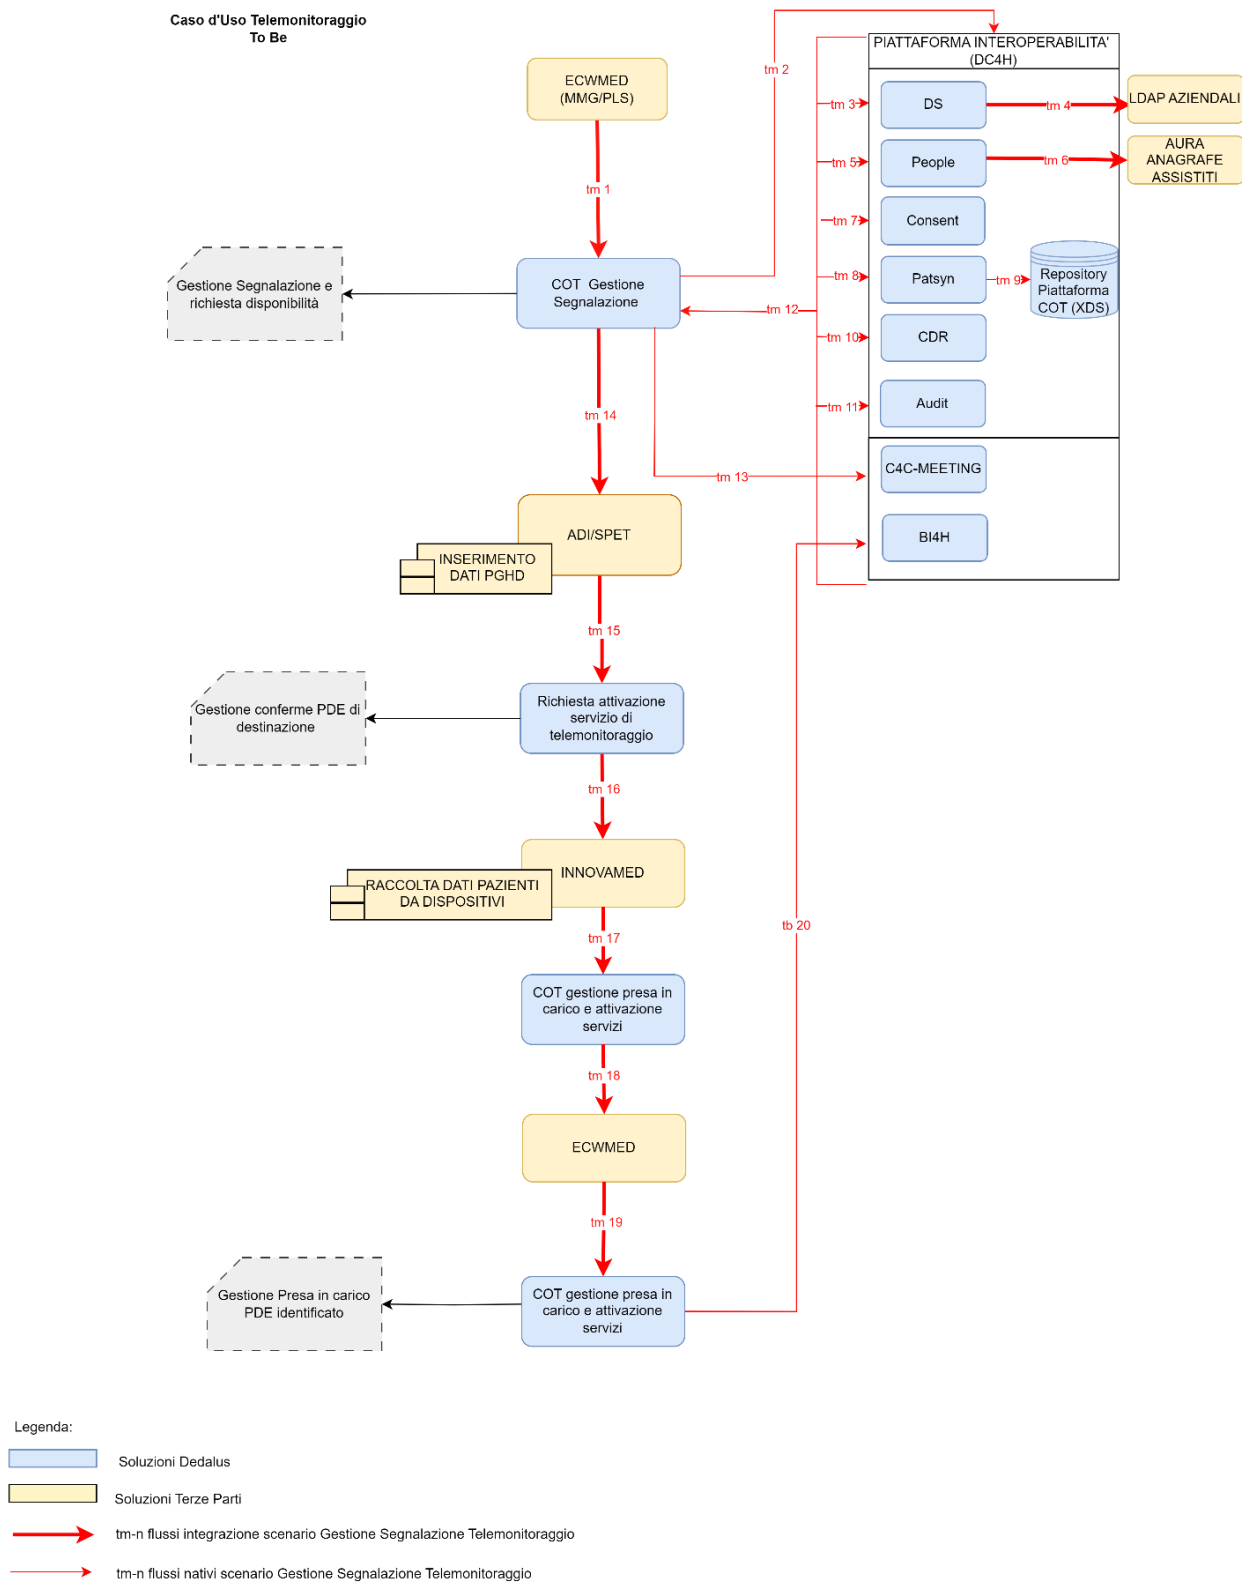 Caso d'Uso Telemonitoraggio
To Be
PIATTAFORMA INTEROPERABILITA'
(DC4H)
tm 2
ECWMED
(MMG/PLS)
DS
tm 3
tm 4
LDAP AZIENDALI
People
tm 5
tm 6
AURA
ANAGRAFE
ASSISTITI
tm 1
Consent
tm 7
Gestione Segnalazione e
richiesta disponibilità
COT Gestione
Segnalazione
Patsyn
tm 8
tm 9
Repository
Piattaforma
COT (XDS)
tm 12
CDR
tm 10
Audit
tm 11
tm 14
C4C-MEETING
tm 13
ADI/SPET
BI4H
INSERIMENTO
DATI PGHD
tm 15
Gestione conferme PDE di
destinazione
Richiesta attivazione
servizio di
telemonitoraggio
tm 16
INNOVAMED
RACCOLTA DATI PAZIENTI
DA DISPOSITIVI
tb 20
tm 17
COT gestione presa in
carico e attivazione
servizi
tm 18
ECWMED
tm 19
Gestione Presa in carico
PDE identificato
COT gestione presa in
carico e attivazione
servizi
Legenda:
Soluzioni Dedalus
Soluzioni Terze Parti
tm-n flussi integrazione scenario Gestione Segnalazione Telemonitoraggio
tm-n flussi nativi scenario Gestione Segnalazione Telemonitoraggio